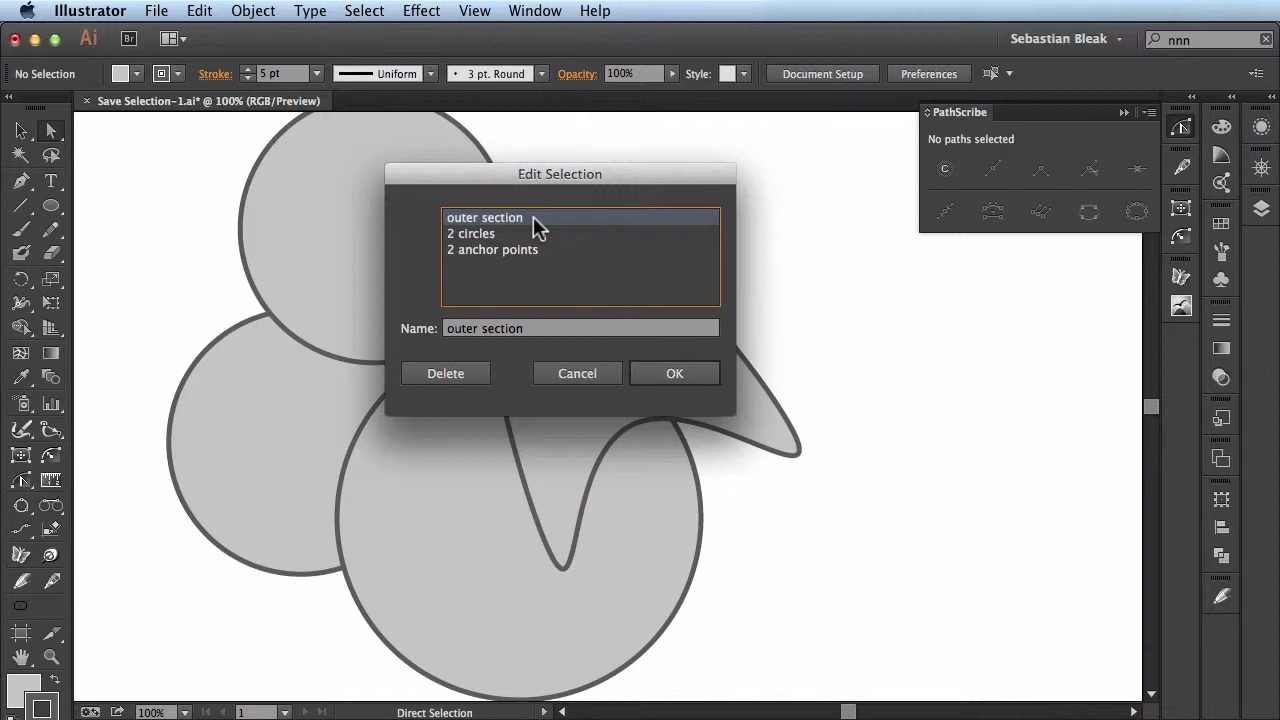 Illustrator File Edit Object Type Select Effect View Window Help
Ai Br Sebastian Bleak nnn
No Selection Stroke: 5 pt Uniform • 3 pt. Round Opacity: 100% Style: Document Setup Preferences
× Save Selection-1.ai* @ 100% (RGB/Preview)
PathScribe
No paths selected
Edit Selection
outer section
2 circles
2 anchor points
Name: outer section
Delete Cancel OK
100% 1 Direct Selection